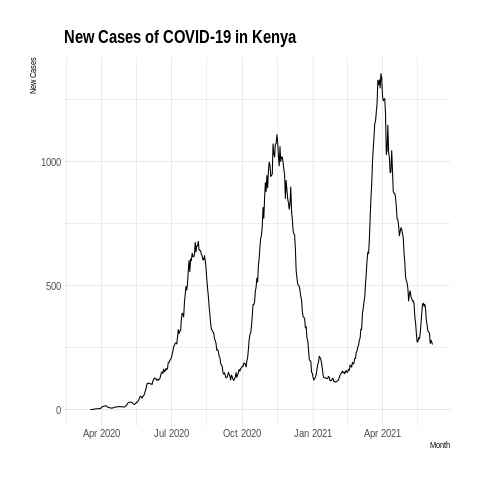 New Cases of COVID-19 in Kenya
New Cases
1000
500
0
Apr 2020 Jul 2020 Oct 2020 Jan 2021 Apr 2021
Month